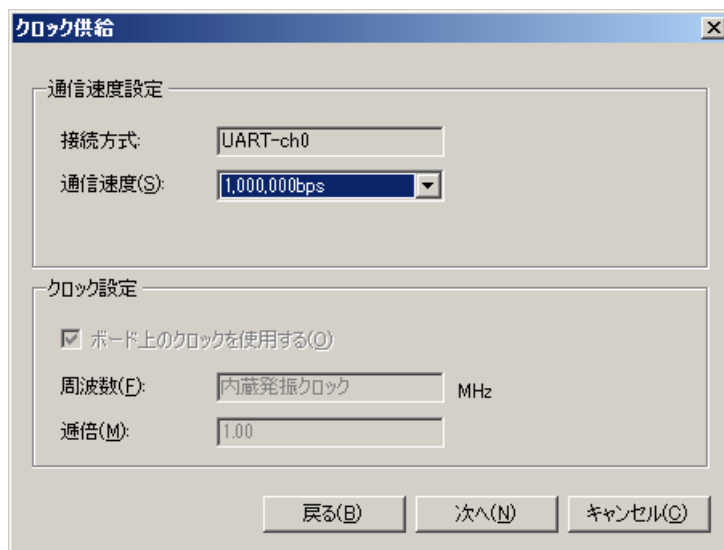 クロック供給
通信速度設定
接続方式: UART-ch0
通信速度(S): 1,000,000bps
クロック設定
ボード上のクロックを使用する(O)
周波数(F): 内蔵発振クロック MHz
逓倍(M): 1.00
戻る(B) 次へ(N) キャンセル(C)